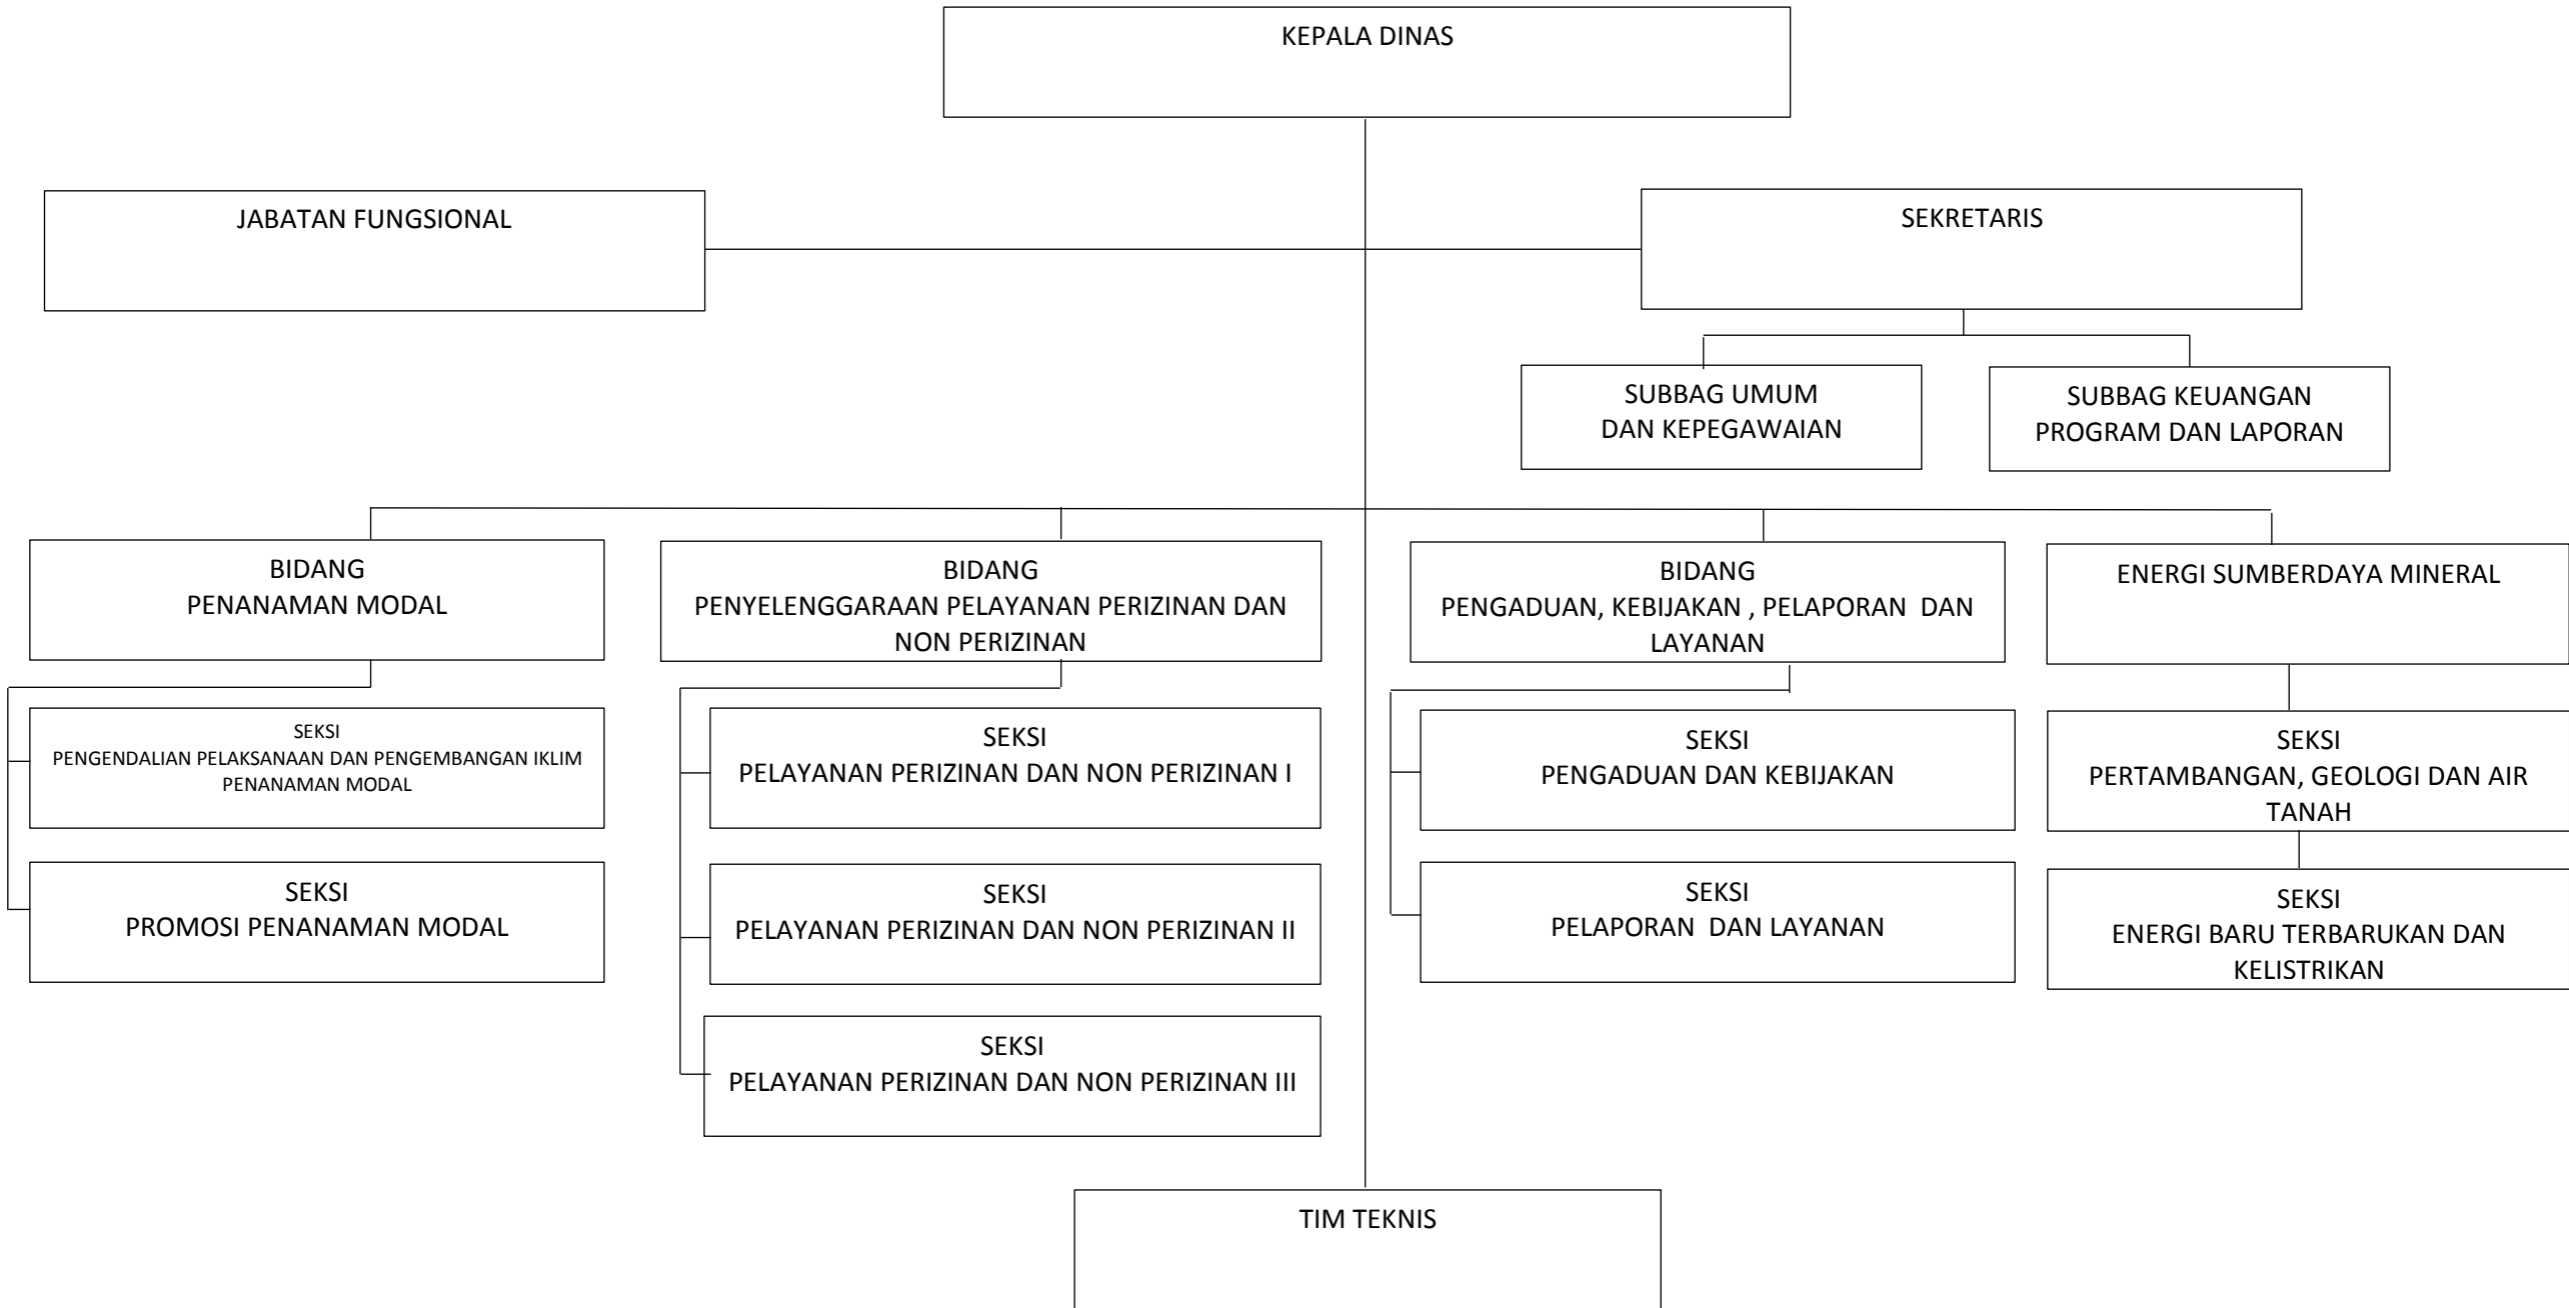 KEPALA DINAS
JABATAN FUNGSIONAL
SEKRETARIS
SUBBAG UMUM
DAN KEPEGAWAIAN
SUBBAG KEUANGAN
PROGRAM DAN LAPORAN
BIDANG
PENANAMAN MODAL
BIDANG
PENYELENGGARAAN PELAYANAN PERIZINAN DAN
NON PERIZINAN
BIDANG
PENGADUAN, KEBIJAKAN , PELAPORAN  DAN
LAYANAN
ENERGI SUMBERDAYA MINERAL
SEKSI
PENGENDALIAN PELAKSANAAN DAN PENGEMBANGAN IKLIM
PENANAMAN MODAL
SEKSI
PELAYANAN PERIZINAN DAN NON PERIZINAN I
SEKSI
PENGADUAN DAN KEBIJAKAN
SEKSI
PERTAMBANGAN, GEOLOGI DAN AIR
TANAH
SEKSI
PROMOSI PENANAMAN MODAL
SEKSI
PELAYANAN PERIZINAN DAN NON PERIZINAN II
SEKSI
PELAPORAN  DAN LAYANAN
SEKSI
ENERGI BARU TERBARUKAN DAN
KELISTRIKAN
SEKSI
PELAYANAN PERIZINAN DAN NON PERIZINAN III
TIM TEKNIS